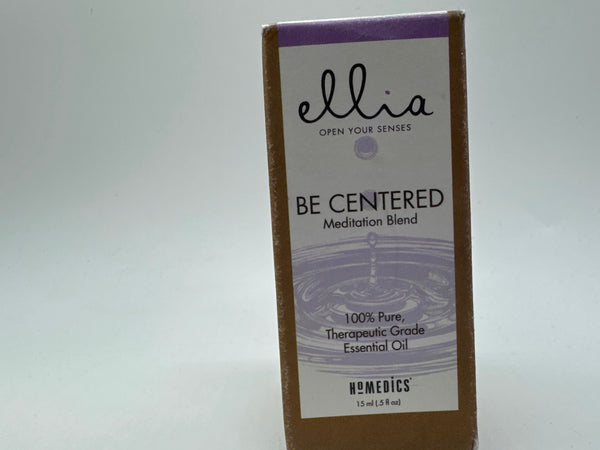 ellia
OPEN YOUR SENSES
BE CENTERED
Meditation Blend
100% Pure,
Therapeutic Grade
Essential Oil
HoMEDiCS®
15 ml (.5 fl oz)